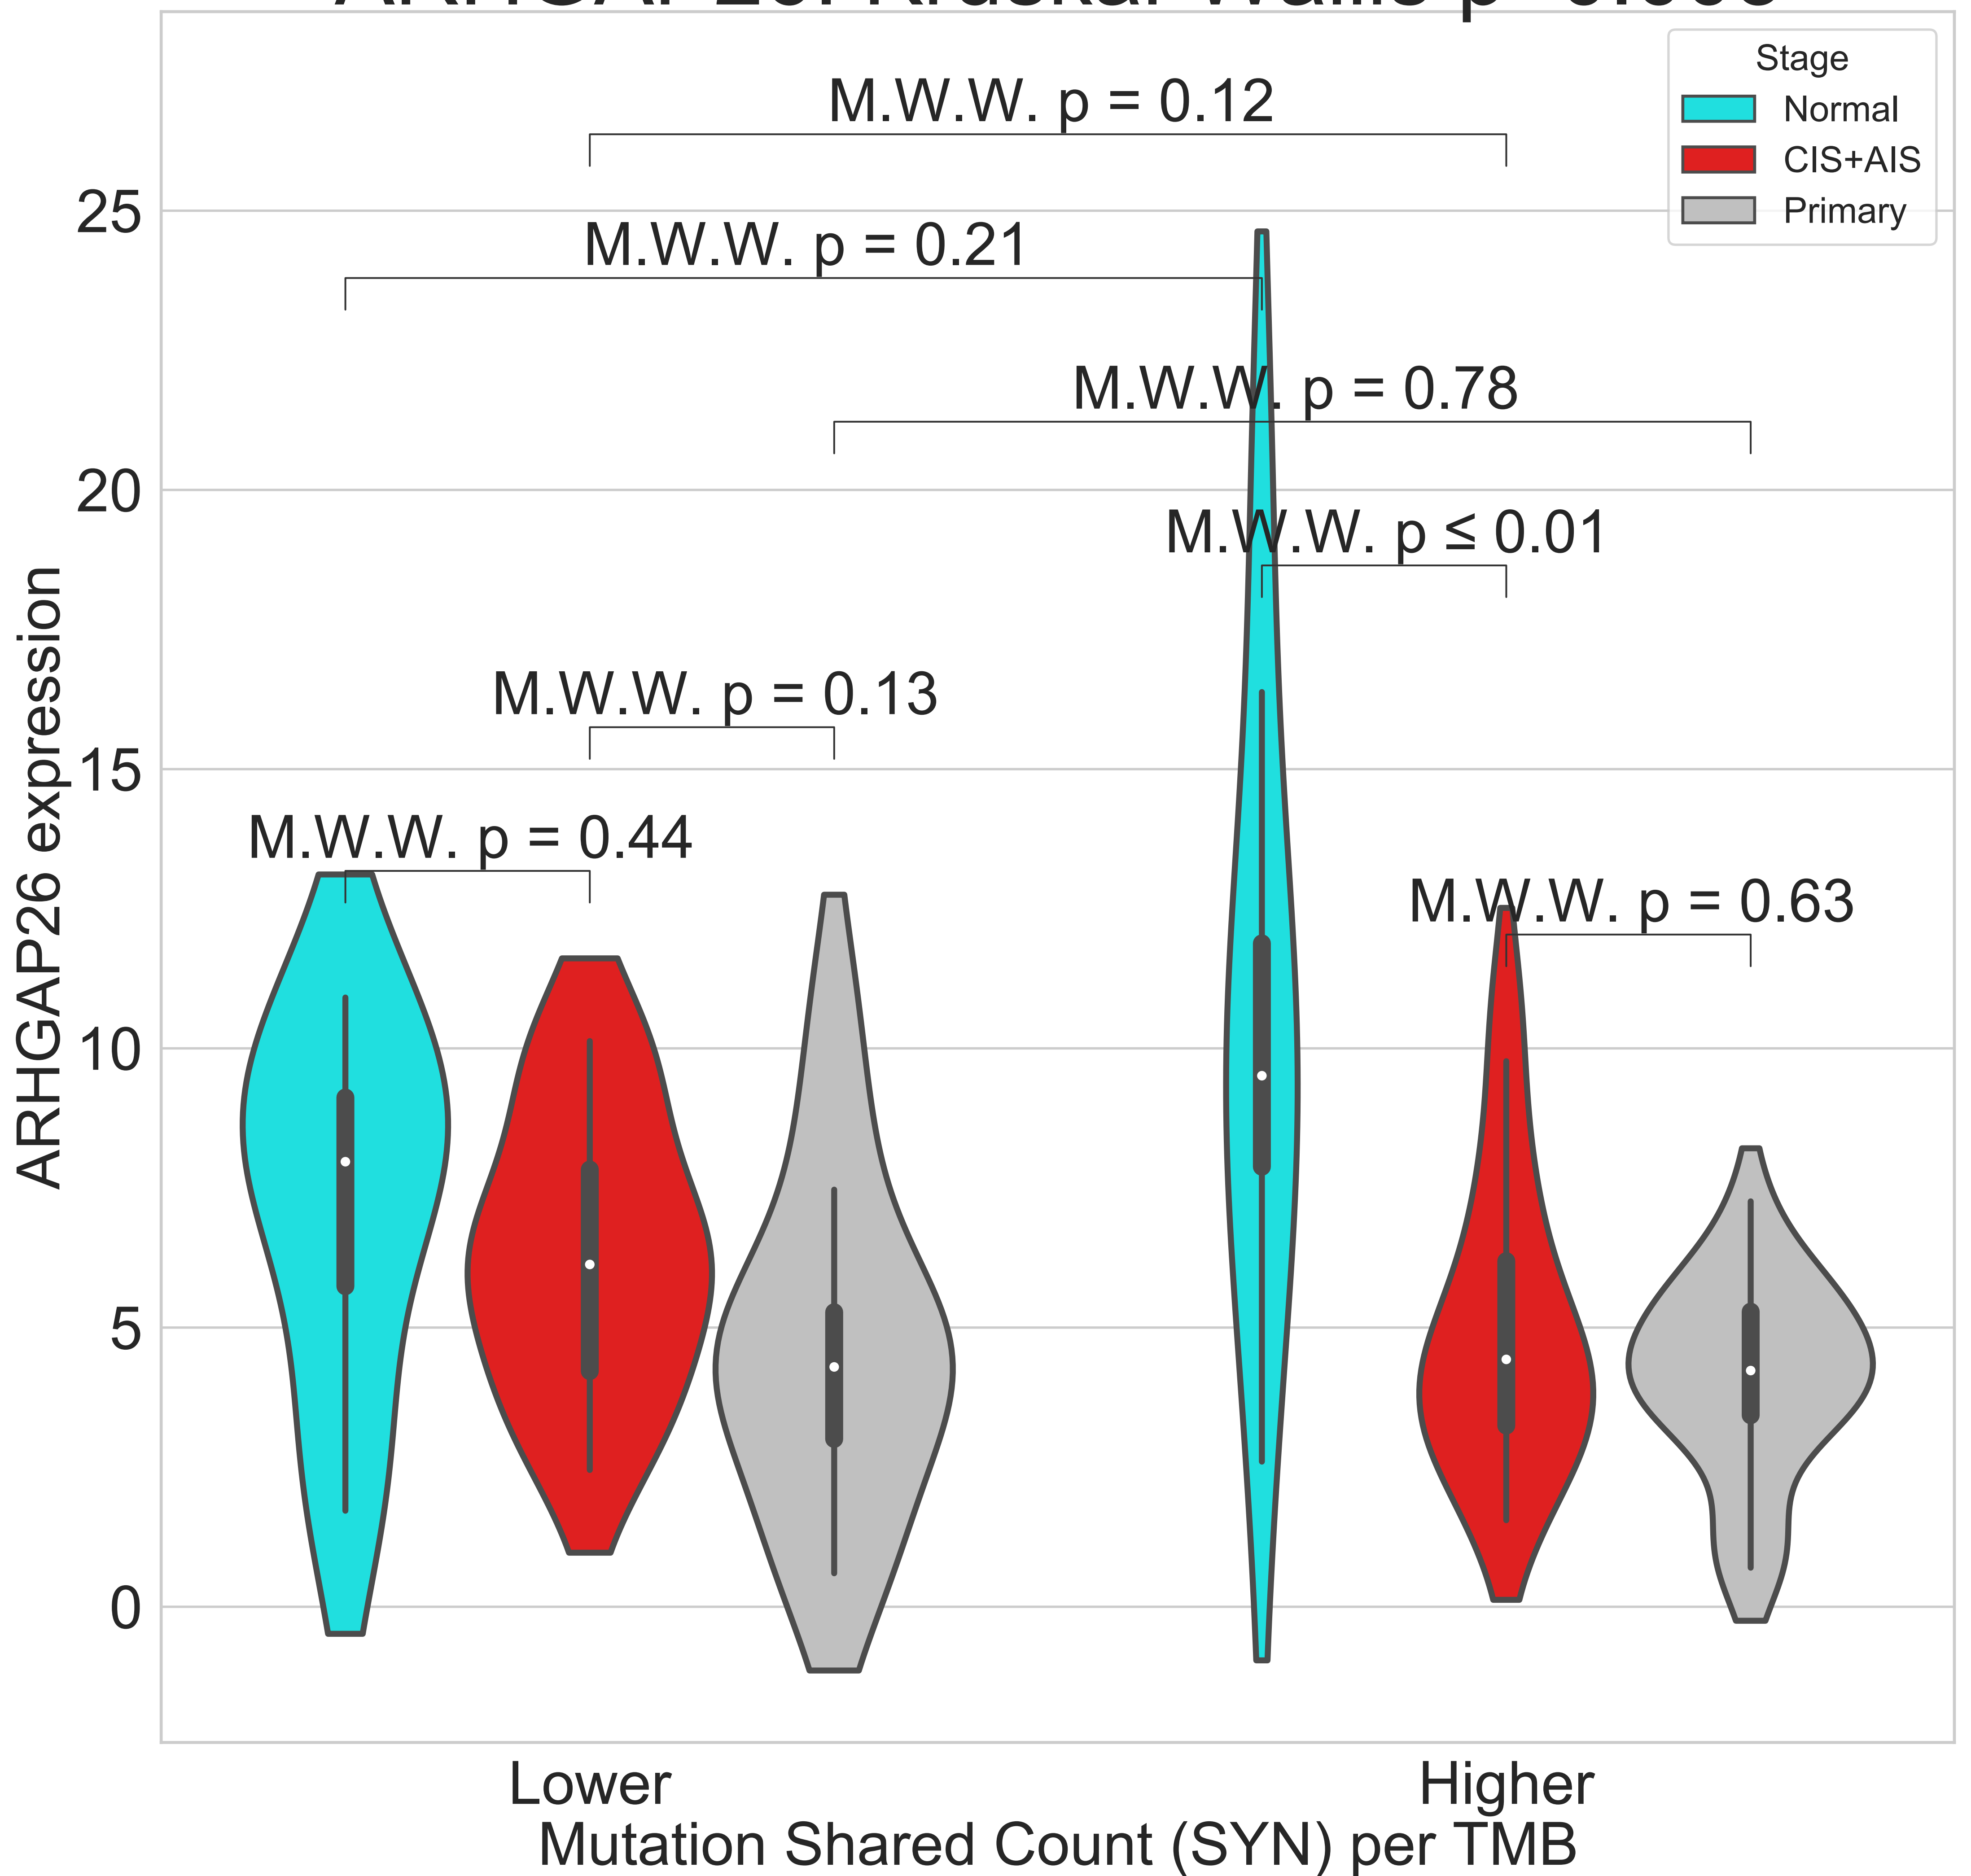 Stage
Normal
CIS+AIS
Primary
M.W.W. p = 0.12
M.W.W. p = 0.21
M.W.W. p = 0.78
M.W.W. p ≤ 0.01
M.W.W. p = 0.13
M.W.W. p = 0.44
M.W.W. p = 0.63
25
20
15
10
5
0
ARHGAP26 expression
Lower
Higher
Mutation Shared Count (SYN) per TMB